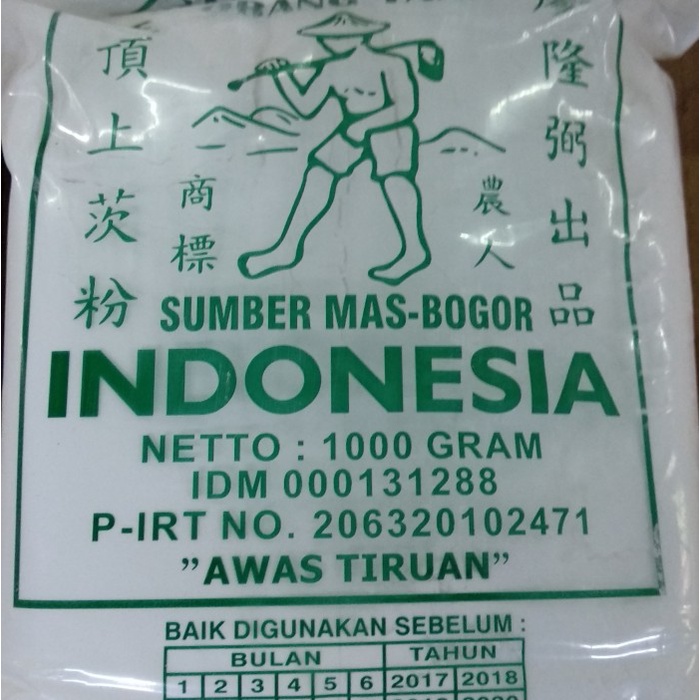 頂上茨粉
商標
農人
隆弼出品
SUMBER MAS-BOGOR
INDONESIA
NETTO : 1000 GRAM
IDM 000131288
P-IRT NO. 206320102471
”AWAS TIRUAN”
BAIK DIGUNAKAN SEBELUM :
BULAN TAHUN
1 2 3 4 5 6 2017 2018